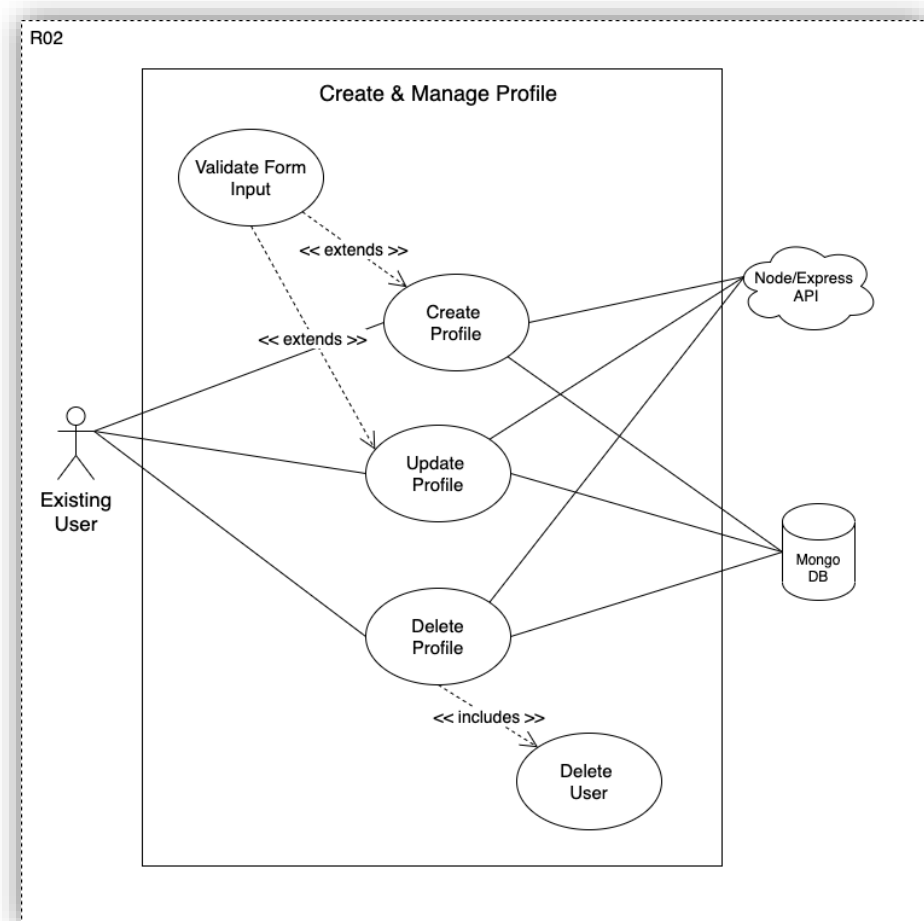 R02
Create & Manage Profile
Validate Form
Input
<< extends >>
Node/Express
API
Create
Profile
<< extends >>
Existing
User
Update
Profile
Mongo
DB
Delete
Profile
<< includes >>
Delete
User